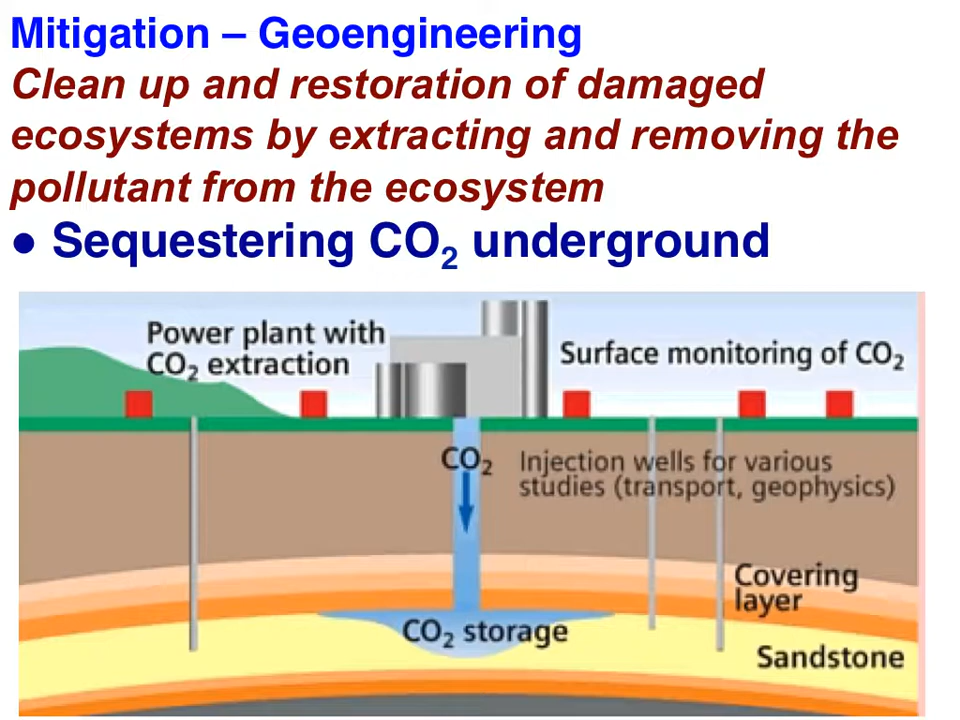 Mitigation – Geoengineering
Clean up and restoration of damaged
ecosystems by extracting and removing the
pollutant from the ecosystem
● Sequestering CO₂ underground
Power plant with
CO₂ extraction
Surface monitoring of CO₂
CO₂
Injection wells for various
studies (transport, geophysics)
Covering
layer
CO₂ storage
Sandstone